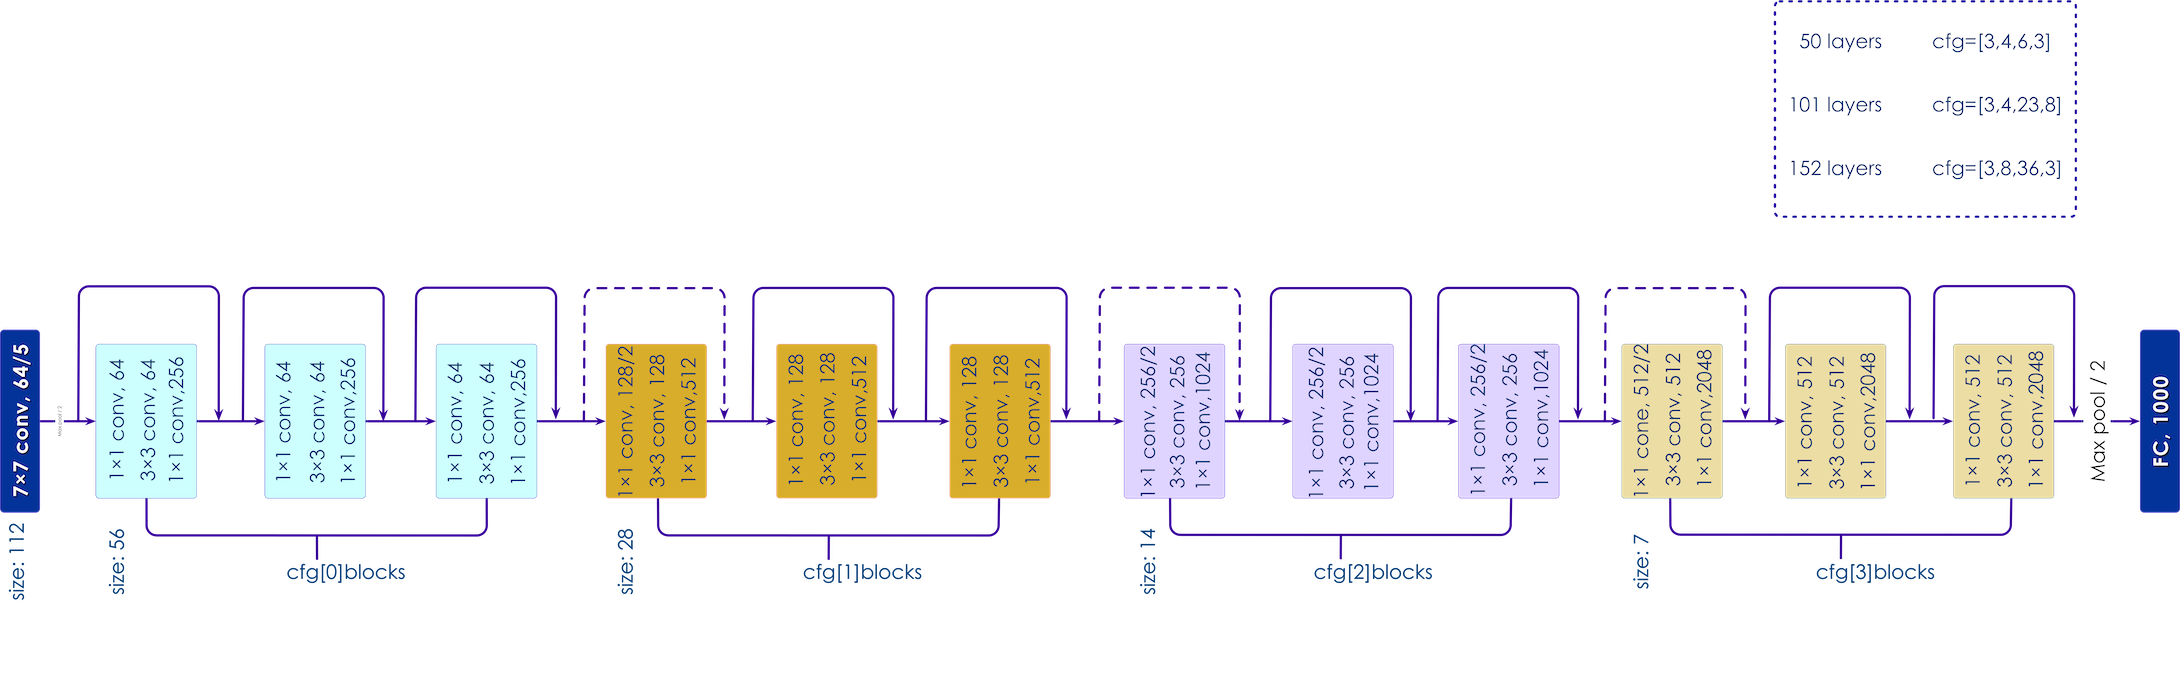 50 layers cfg=[3,4,6,3]
101 layers cfg=[3,4,23,8]
152 layers cfg=[3,8,36,3]
7×7 conv, 64/5
size: 112
Max pool / 2
1×1 conv, 64
3×3 conv, 64
1×1 conv,256
size: 56
1×1 conv, 64
3×3 conv, 64
1×1 conv,256
1×1 conv, 64
3×3 conv, 64
1×1 conv,256
cfg[0]blocks
1×1 conv, 128/2
3×3 conv, 128
1×1 conv,512
size: 28
1×1 conv, 128
3×3 conv, 128
1×1 conv,512
1×1 conv, 128
3×3 conv, 128
1×1 conv,512
cfg[1]blocks
1×1 conv, 256/2
3×3 conv, 256
1×1 conv,1024
size: 14
1×1 conv, 256/2
3×3 conv, 256
1×1 conv,1024
1×1 conv, 256/2
3×3 conv, 256
1×1 conv,1024
cfg[2]blocks
1×1 cone, 512/2
3×3 conv, 512
1×1 conv,2048
size: 7
1×1 conv, 512
3×3 conv, 512
1×1 conv,2048
1×1 conv, 512
3×3 conv, 512
1×1 conv,2048
cfg[3]blocks
Max pool / 2
FC, 1000